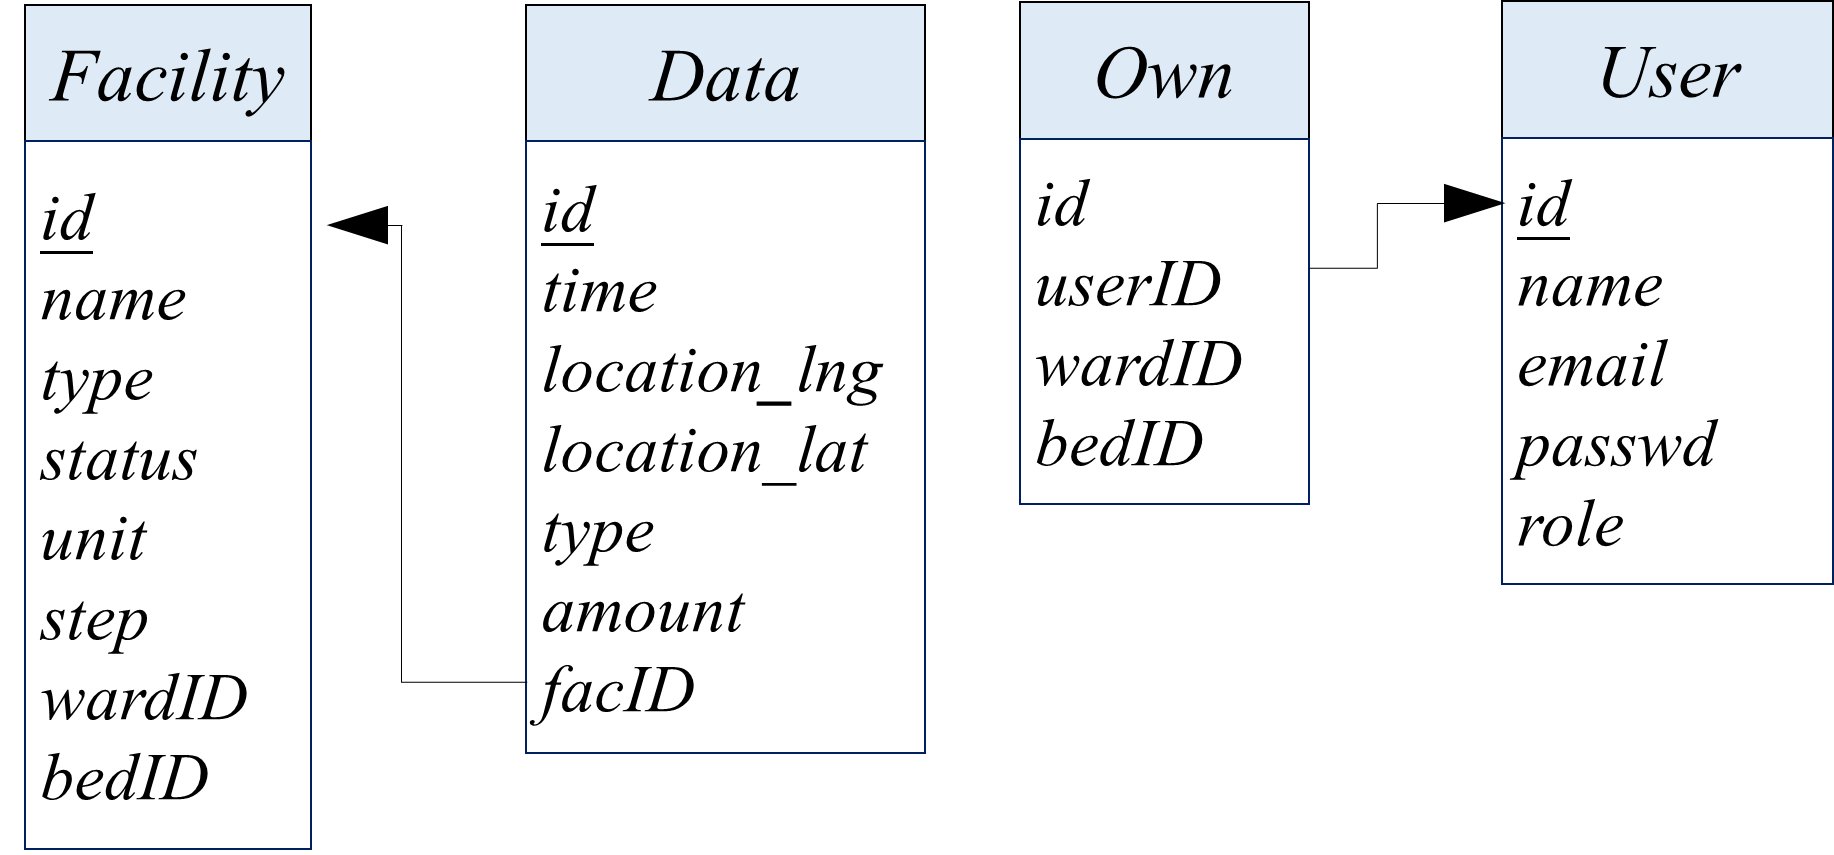 Facility
id
name
type
status
unit
step
wardID
bedID
Data
id
time
location_lng
location_lat
type
amount
facID
Own
id
userID
wardID
bedID
User
id
name
email
passwd
role